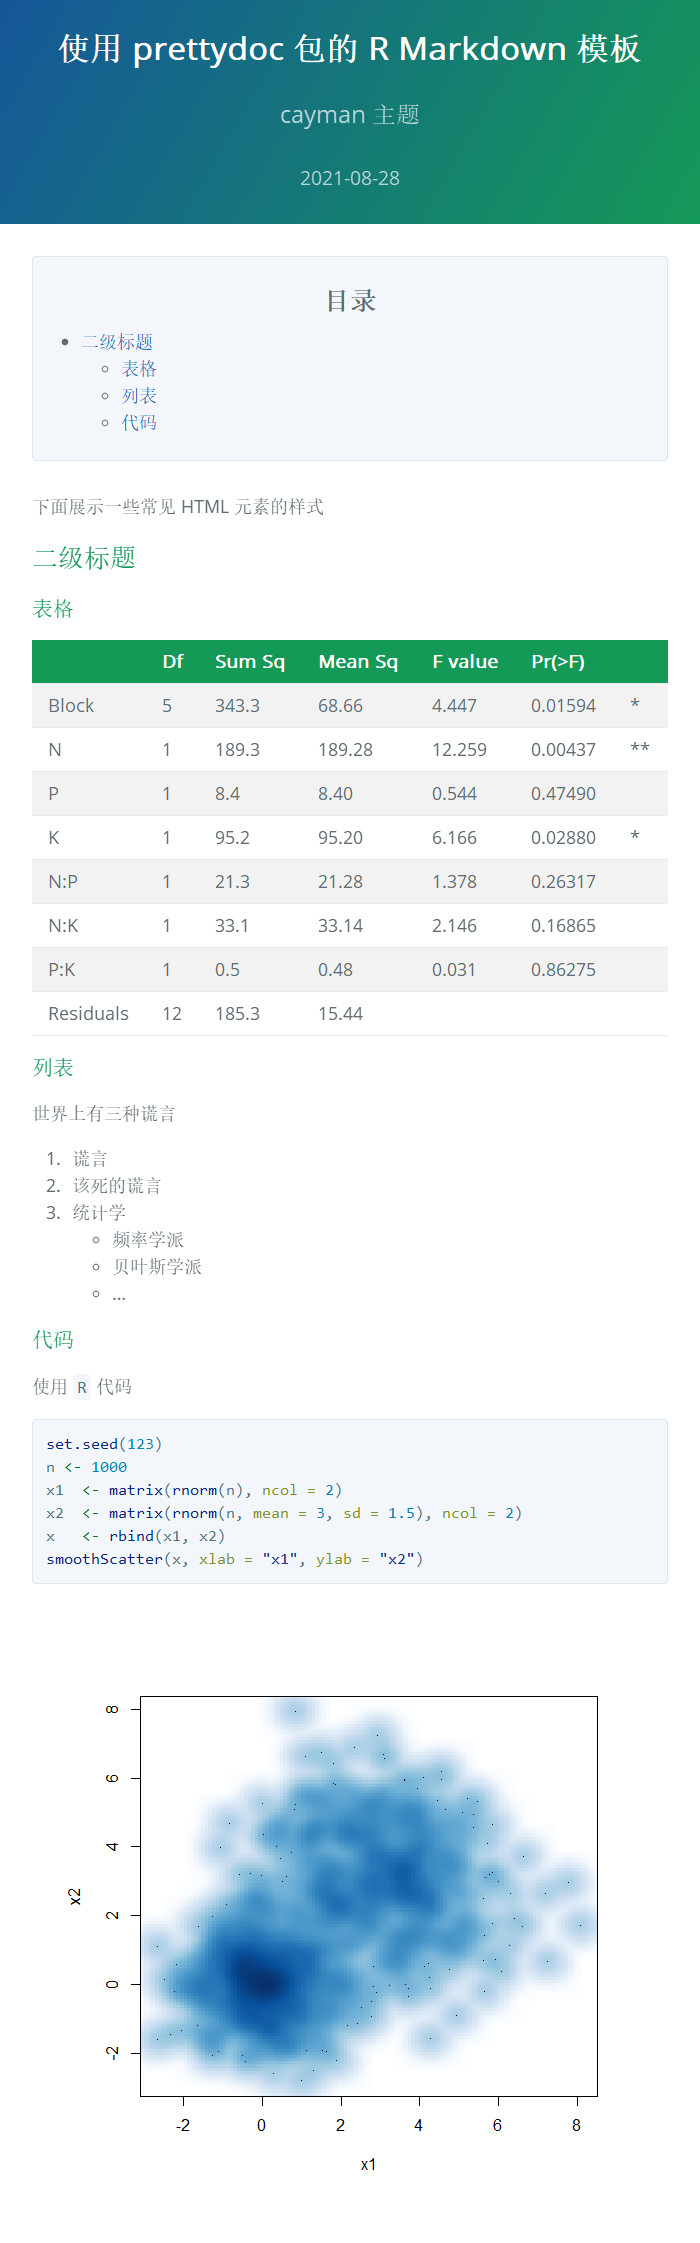 使用 prettydoc 包的 R Markdown 模板
cayman 主题
2021-08-28
目录
二级标题
表格
列表
代码
下面展示一些常见 HTML 元素的样式
二级标题
表格
Df Sum Sq Mean Sq F value Pr(>F)
Block 5 343.3 68.66 4.447 0.01594 *
N 1 189.3 189.28 12.259 0.00437 **
P 1 8.4 8.40 0.544 0.47490
K 1 95.2 95.20 6.166 0.02880 *
N:P 1 21.3 21.28 1.378 0.26317
N:K 1 33.1 33.14 2.146 0.16865
P:K 1 0.5 0.48 0.031 0.86275
Residuals 12 185.3 15.44
列表
世界上有三种谎言
1. 谎言
2. 该死的谎言
3. 统计学
频率学派
贝叶斯学派
...
代码
使用 R 代码
set.seed(123)
n <- 1000
x1  <- matrix(rnorm(n), ncol = 2)
x2  <- matrix(rnorm(n, mean = 3, sd = 1.5), ncol = 2)
x   <- rbind(x1, x2)
smoothScatter(x, xlab = "x1", ylab = "x2")
8
6
4
2
0
-2
x2
-2 0 2 4 6 8
x1